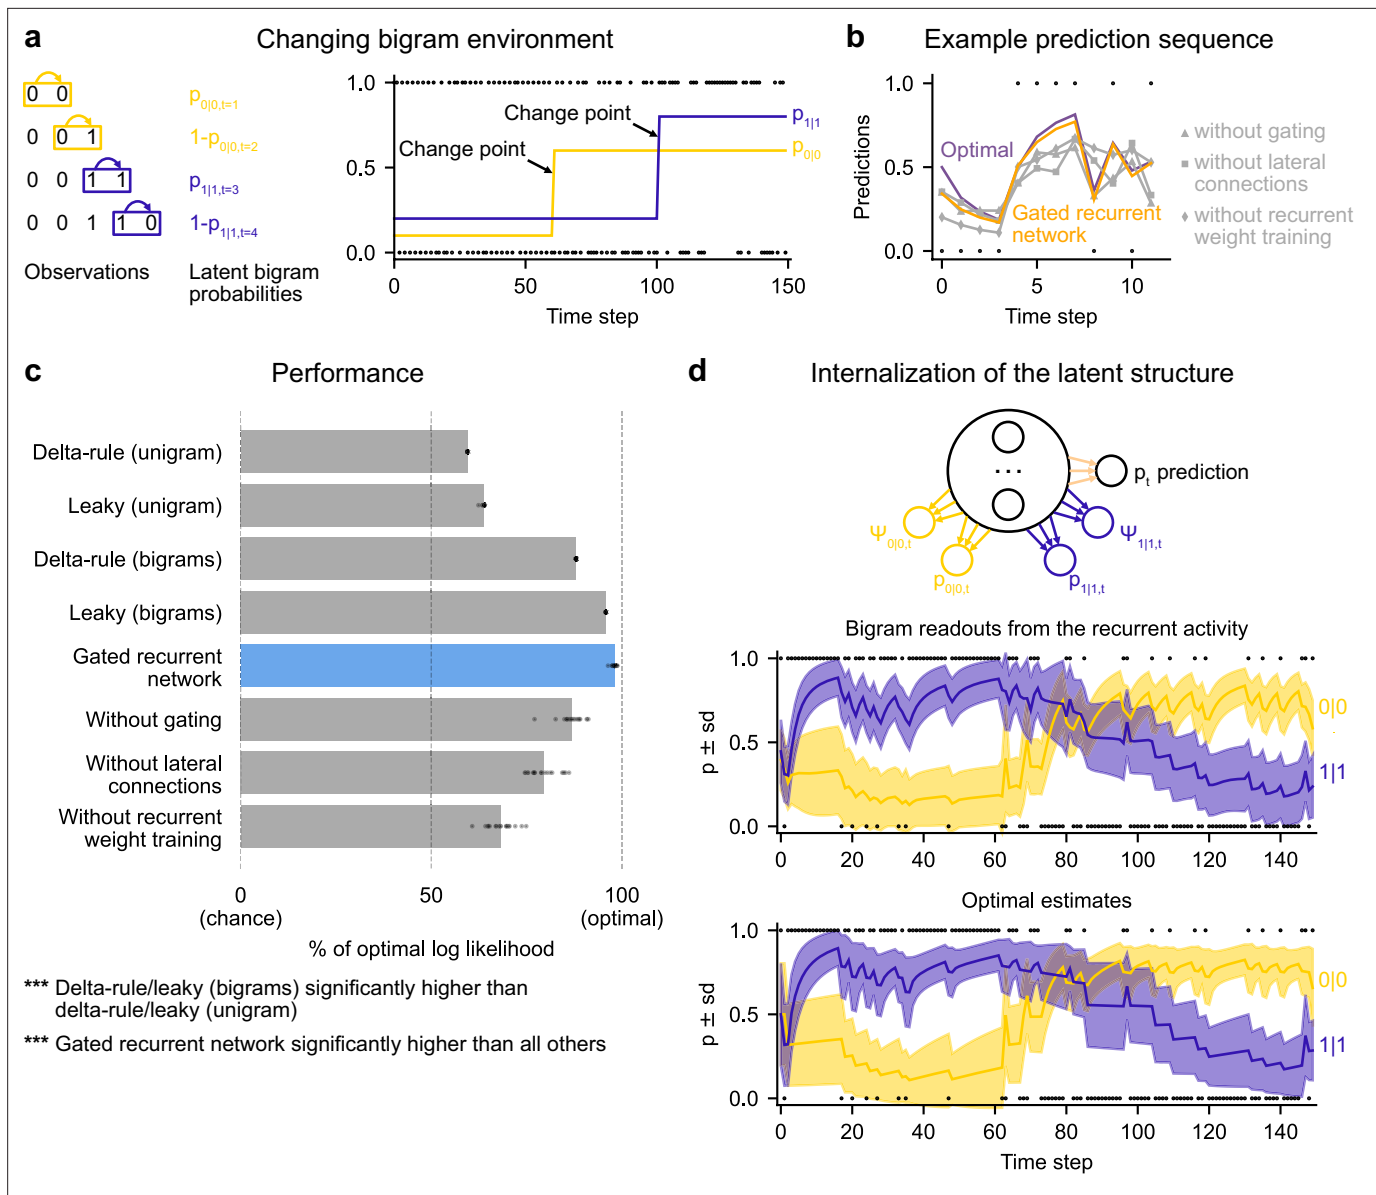 a
Changing bigram environment
0 0
p0|0,t=1
0 0 1
1-p0|0,t=2
0 0 1 1
p1|1,t=3
0 0 1 1 0
1-p1|1,t=4
Observations
Latent bigram
probabilities
1.0
0.5
0.0
Change point
Change point
p1|1
p0|0
0 50 100 150
Time step
b
Example prediction sequence
Predictions
1.0
0.5
0.0
Optimal
Gated recurrent
network
without gating
without lateral
connections
without recurrent
weight training
0 5 10
Time step
c
Performance
Delta-rule (unigram)
Leaky (unigram)
Delta-rule (bigrams)
Leaky (bigrams)
Gated recurrent
network
Without gating
Without lateral
connections
Without recurrent
weight training
0 50 100
(chance) (optimal)
% of optimal log likelihood
*** Delta-rule/leaky (bigrams) significantly higher than
delta-rule/leaky (unigram)
*** Gated recurrent network significantly higher than all others
d
Internalization of the latent structure
...
pt prediction
Ψ0|0,t
p0|0,t
p1|1,t
Ψ1|1,t
Bigram readouts from the recurrent activity
p ± sd
1.0
0.5
0.0
0|0
1|1
0 20 40 60 80 100 120 140
Optimal estimates
p ± sd
1.0
0.5
0.0
0|0
1|1
0 20 40 60 80 100 120 140
Time step